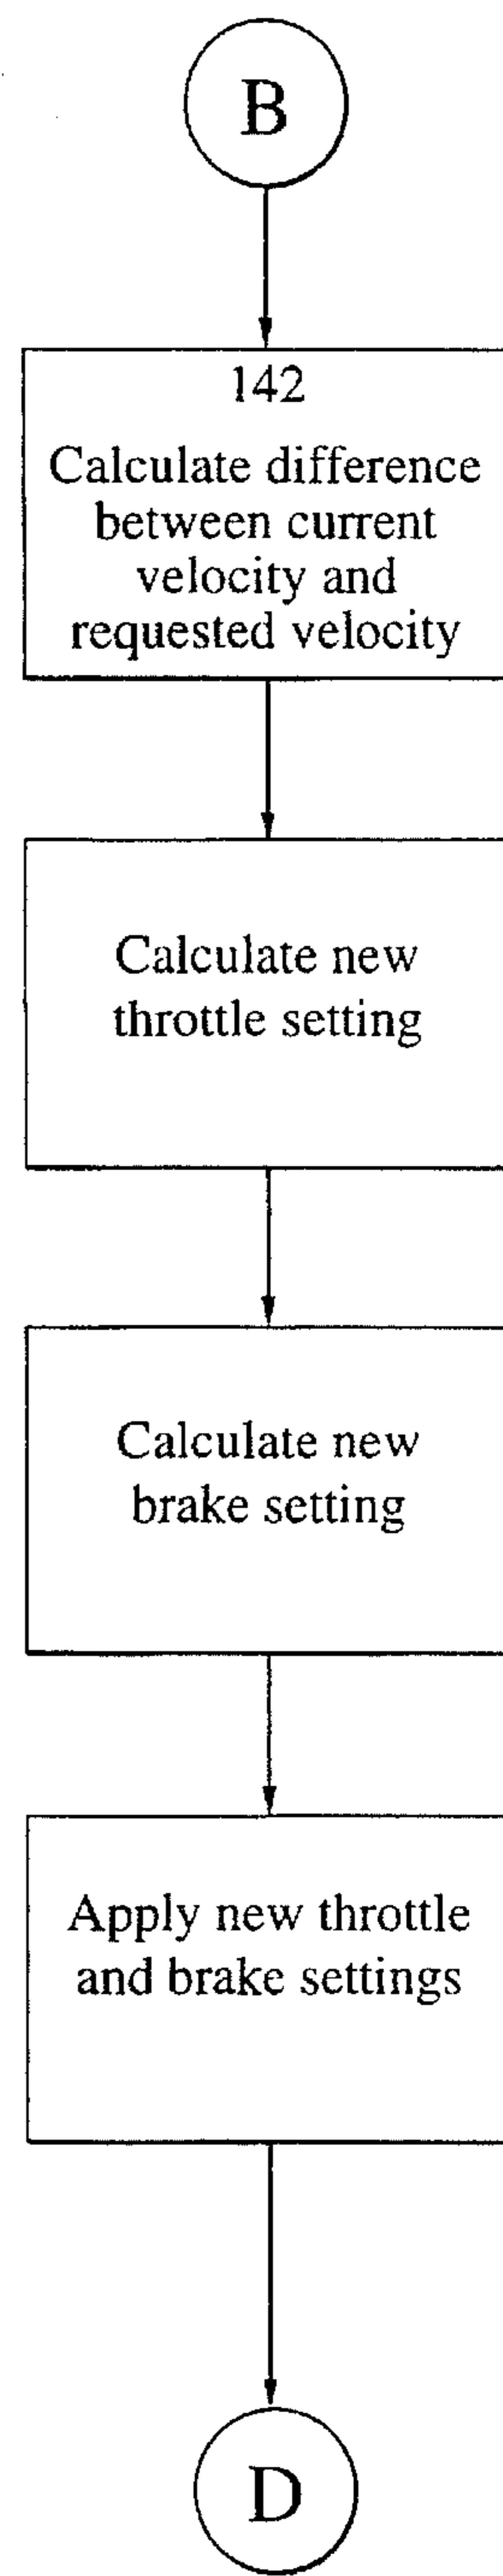 B
142
Calculate difference
between current
velocity and
requested velocity
Calculate new
throttle setting
Calculate new
brake setting
Apply new throttle
and brake settings
D